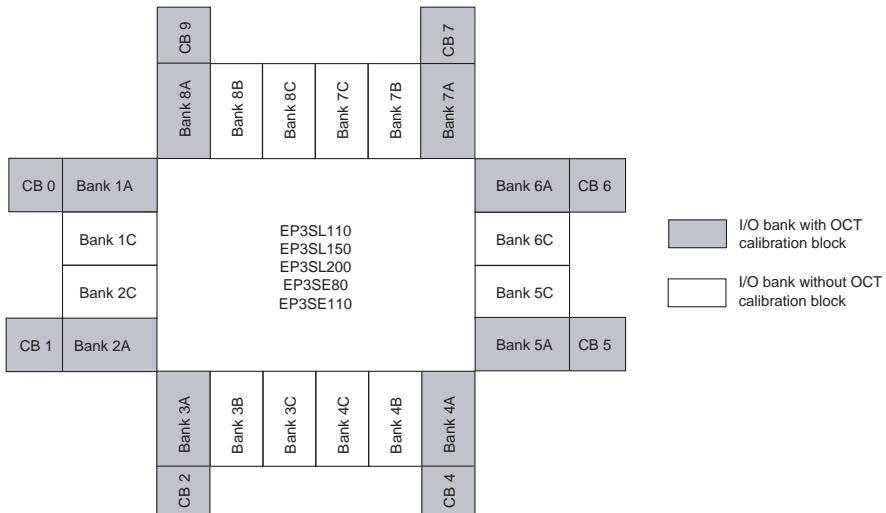 CB 9
CB 7
Bank 8A
Bank 8B
Bank 8C
Bank 7C
Bank 7B
Bank 7A
CB 0
Bank 1A
Bank 6A
CB 6
Bank 1C
Bank 6C
Bank 2C
Bank 5C
CB 1
Bank 2A
Bank 5A
CB 5
EP3SL110
EP3SL150
EP3SL200
EP3SE80
EP3SE110
Bank 3A
Bank 3B
Bank 3C
Bank 4C
Bank 4B
Bank 4A
CB 2
CB 4
I/O bank with OCT
calibration block
I/O bank without OCT
calibration block